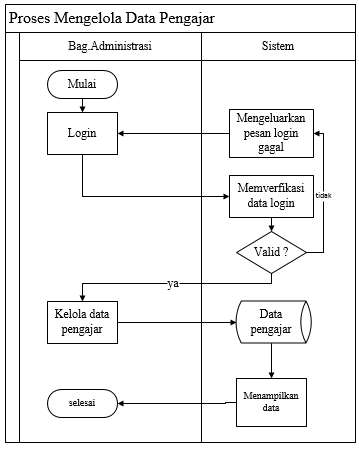 Proses Mengelola Data Pengajar
Bag.Administrasi
Sistem
Mulai
Login
Mengeluarkan
pesan login
gagal
Memverfikasi
data login
tidak
Valid ?
ya
Kelola data
pengajar
Data
pengajar
Menampilkan
data
selesai